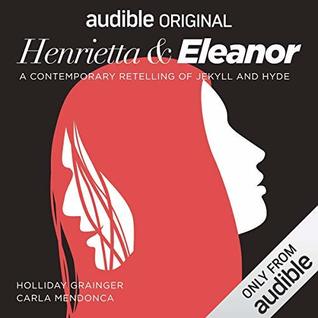 audible ORIGINAL
Henrietta & Eleanor
A CONTEMPORARY RETELLING OF JEKYLL AND HYDE
HOLLIDAY GRAINGER
CARLA MENDONCA
ONLY FROM
audible